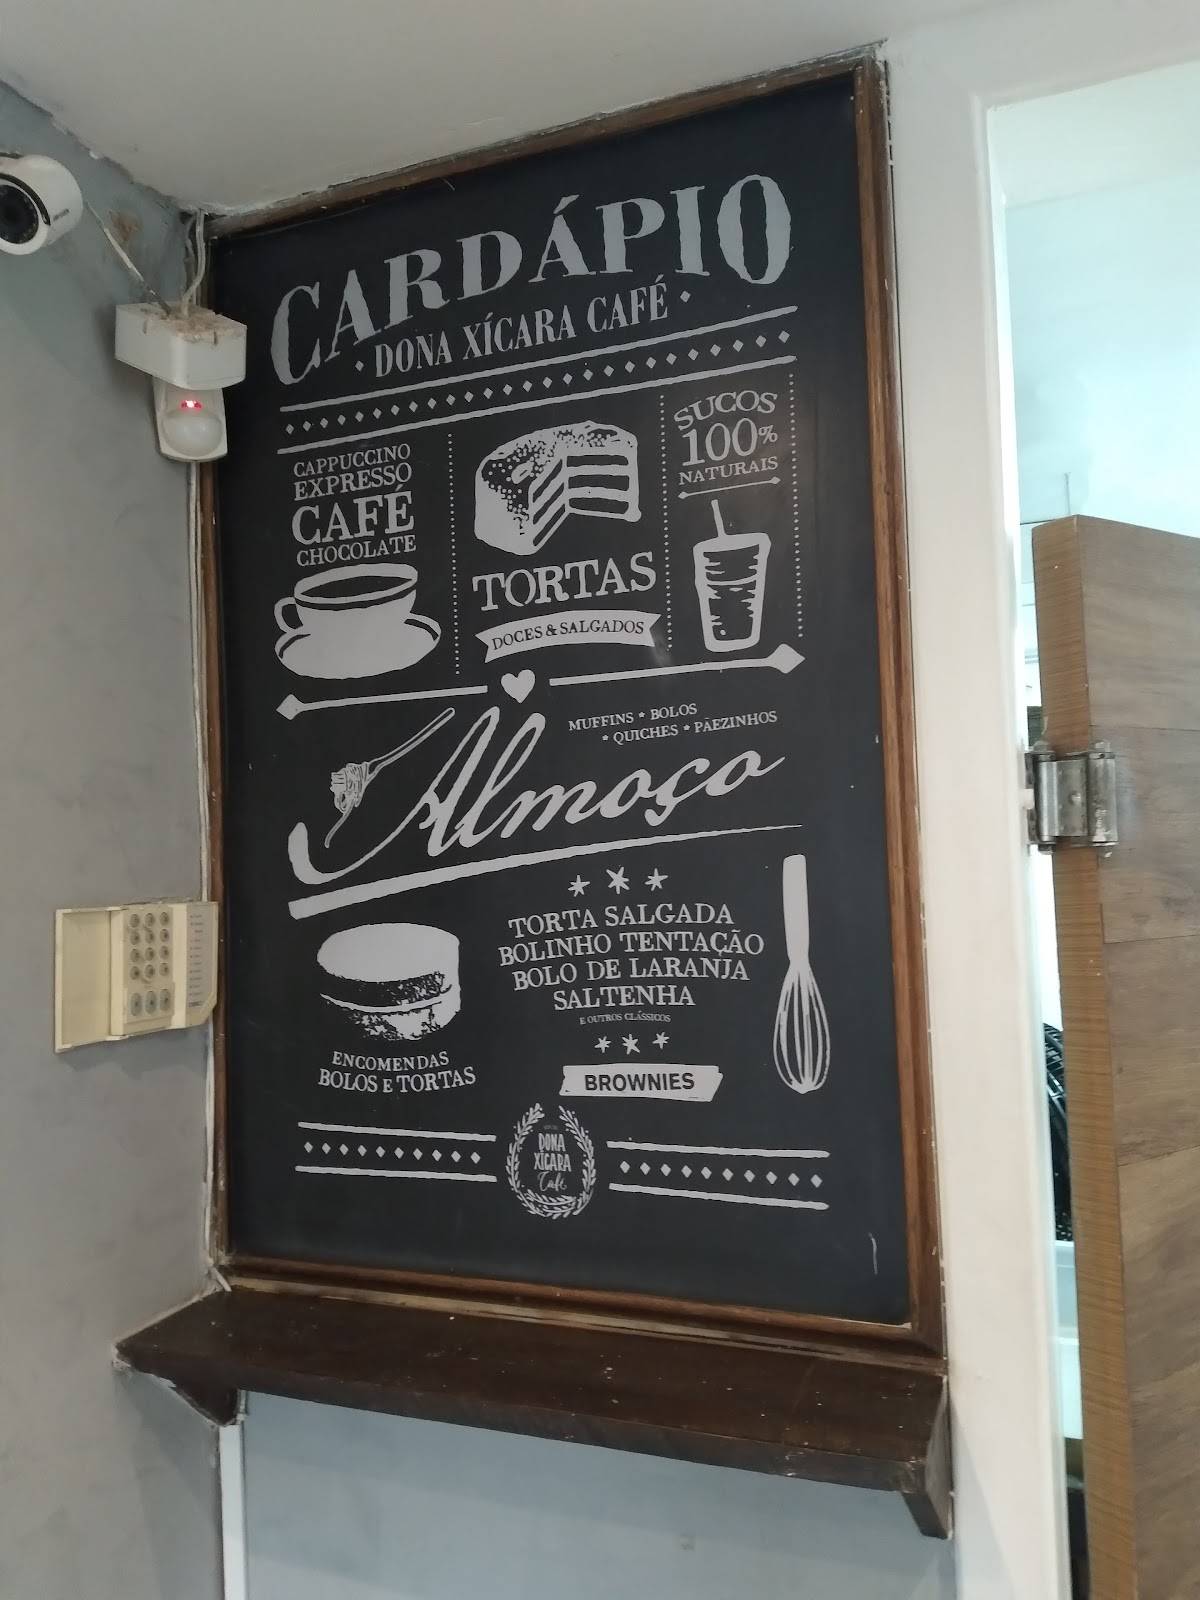 CARDÁPIO
• DONA XÍCARA CAFÉ •
CAPPUCCINO
EXPRESSO
CAFÉ
CHOCOLATE
TORTAS
DOCES & SALGADOS
SUCOS
100%
NATURAIS
MUFFINS * BOLOS
* QUICHES * PÃEZINHOS
Almoço
TORTA SALGADA
BOLINHO TENTAÇÃO
BOLO DE LARANJA
SALTENHA
E OUTROS CLÁSSICOS
ENCOMENDAS
BOLOS E TORTAS
BROWNIES
DONA
XÍCARA
Café